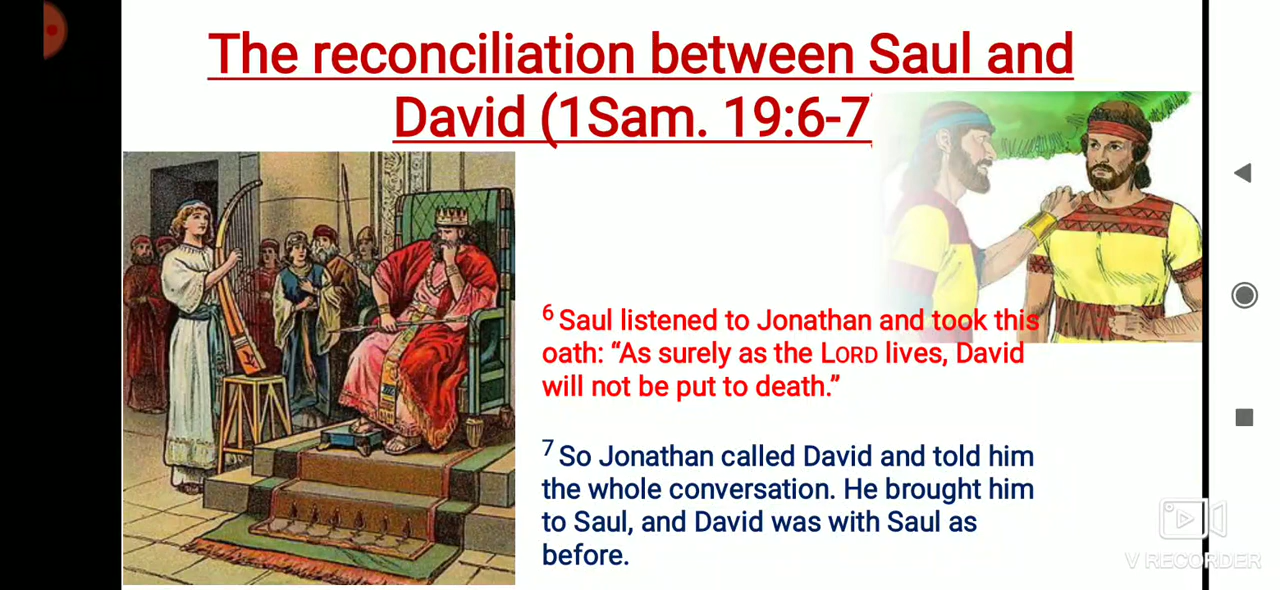 The reconciliation between Saul and
David (1Sam. 19:6-7
6 Saul listened to Jonathan and took this
oath: “As surely as the LORD lives, David
will not be put to death.”
7 So Jonathan called David and told him
the whole conversation. He brought him
to Saul, and David was with Saul as
before.
V RECORDER